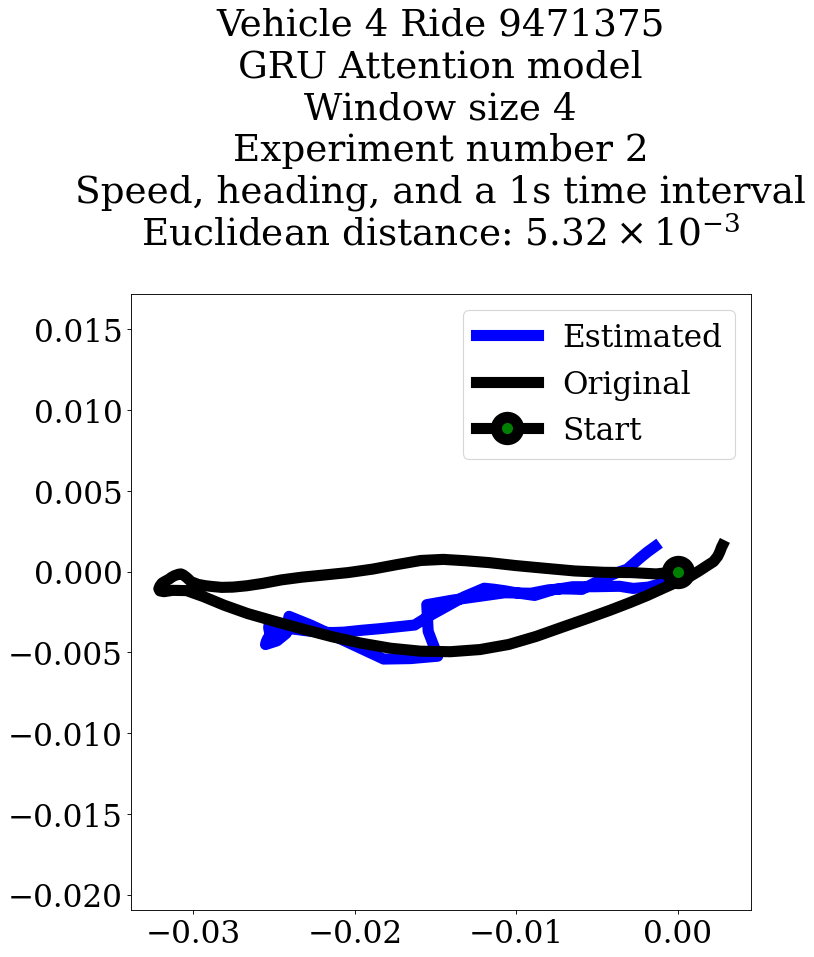 Vehicle 4 Ride 9471375
GRU Attention model
Window size 4
Experiment number 2
Speed, heading, and a 1s time interval
Euclidean distance: 5.32 × 10⁻³
Estimated
Original
Start
0.015
0.010
0.005
0.000
−0.005
−0.010
−0.015
−0.020
−0.03
−0.02
−0.01
0.00